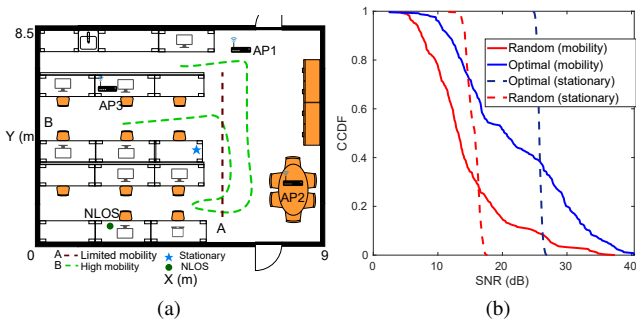 8.5
AP1
AP3
B
Y (m)
AP2
NLOS
A
0
9
A Limited mobility
Stationary
B High mobility
NLOS
X (m)
(a)
CCDF
1
0.8
0.6
0.4
0.2
0
Random (mobility)
Optimal (mobility)
Optimal (stationary)
Random (stationary)
0 10 20 30 40
SNR (dB)
(b)